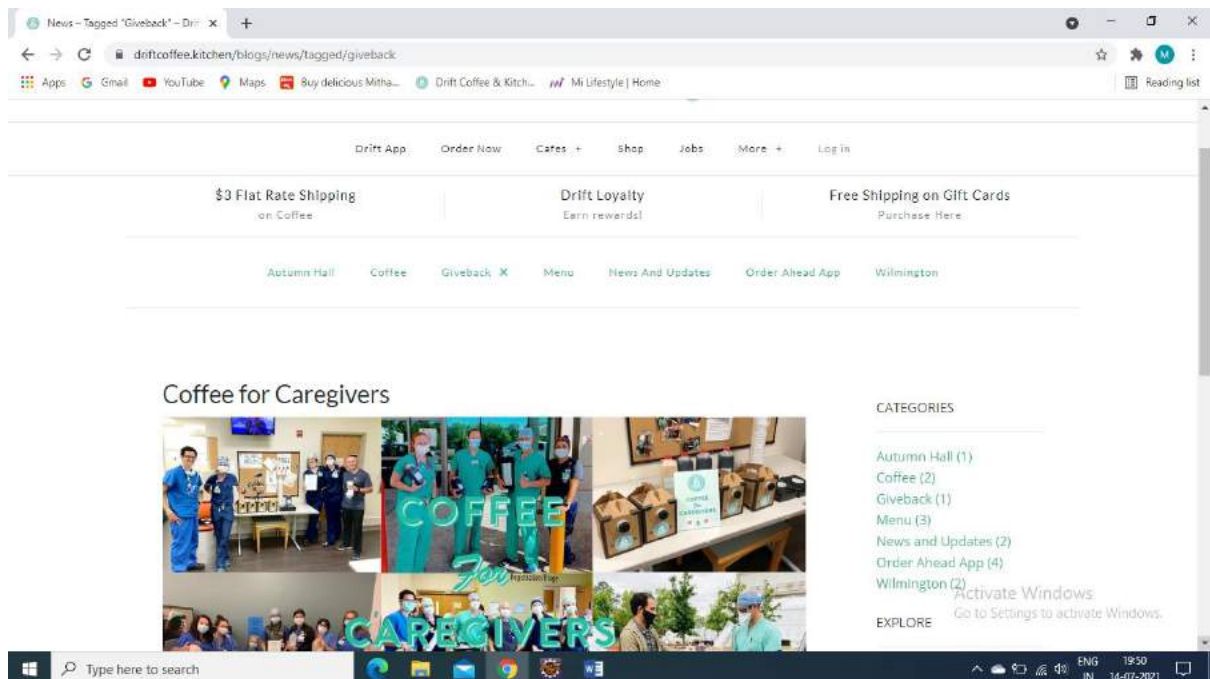 News – Tagged "Giveback" – Dri
driftcoffee.kitchen/blogs/news/tagged/giveback
M
Apps
G Gmail
YouTube
Maps
Buy delicious Mitha...
Drift Coffee & Kitch...
Mi Lifestyle | Home
Reading list
Drift App Order Now Cafes + Shop Jobs More + Log in
$3 Flat Rate Shipping
on Coffee
Drift Loyalty
Earn rewards!
Free Shipping on Gift Cards
Purchase Here
Autumn Hall Coffee Giveback X Menu News And Updates Order Ahead App Wilmington
Coffee for Caregivers
COFFEE
For
CAREGIVERS
COFFEE
For
CAREGIVERS
CATEGORIES
Autumn Hall (1)
Coffee (2)
Giveback (1)
Menu (3)
News and Updates (2)
Order Ahead App (4)
Wilmington (2)
EXPLORE
Activate Windows
Go to Settings to activate Windows.
Type here to search
ENG
IN
19:50
14-07-2021